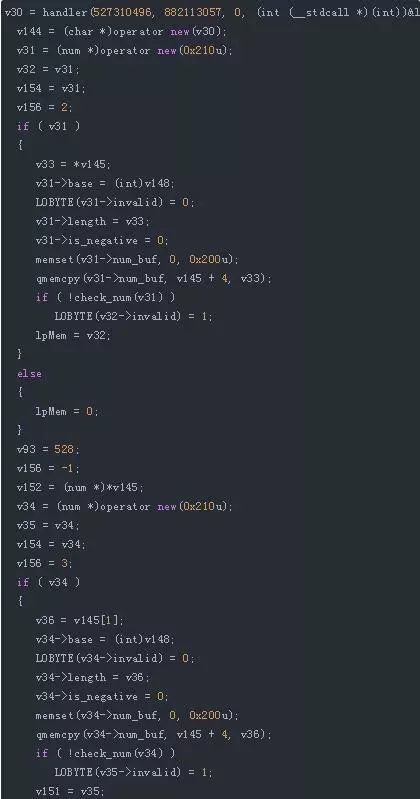 v30 = handler(527310496, 882113057, 0, (int (__stdcall *)(int))&l
v144 = (char *)operator new(v30);
v31 = (num *)operator new(0x210u);
v32 = v31;
v154 = v31;
v156 = 2;
if ( v31 )
{
v33 = *v145;
v31->base = (int)v148;
LOBYTE(v31->invalid) = 0;
v31->length = v33;
v31->is_negative = 0;
memset(v31->num_buf, 0, 0x200u);
qmemcpy(v31->num_buf, v145 + 4, v33);
if ( !check_num(v31) )
LOBYTE(v32->invalid) = 1;
lpMem = v32;
}
else
{
lpMem = 0;
}
v93 = 528;
v156 = -1;
v152 = (num *)*v145;
v34 = (num *)operator new(0x210u);
v35 = v34;
v154 = v34;
v156 = 3;
if ( v34 )
{
v36 = v145[1];
v34->base = (int)v148;
LOBYTE(v34->invalid) = 0;
v34->length = v36;
v34->is_negative = 0;
memset(v34->num_buf, 0, 0x200u);
qmemcpy(v34->num_buf, v145 + 4, v36);
if ( !check_num(v34) )
LOBYTE(v35->invalid) = 1;
v151 = v35;